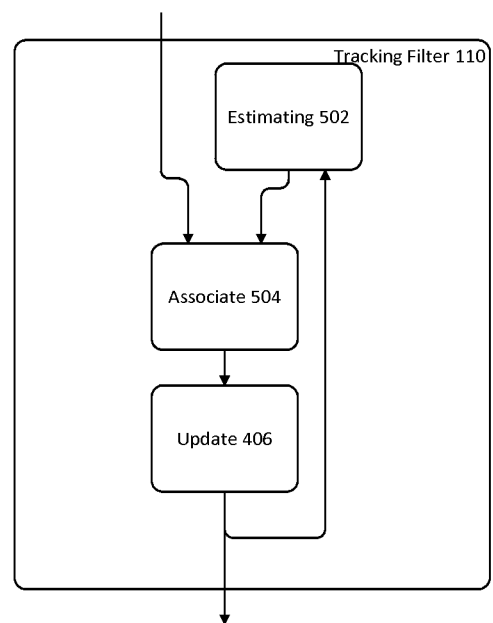 Tracking Filter 110
Estimating 502
Associate 504
Update 406